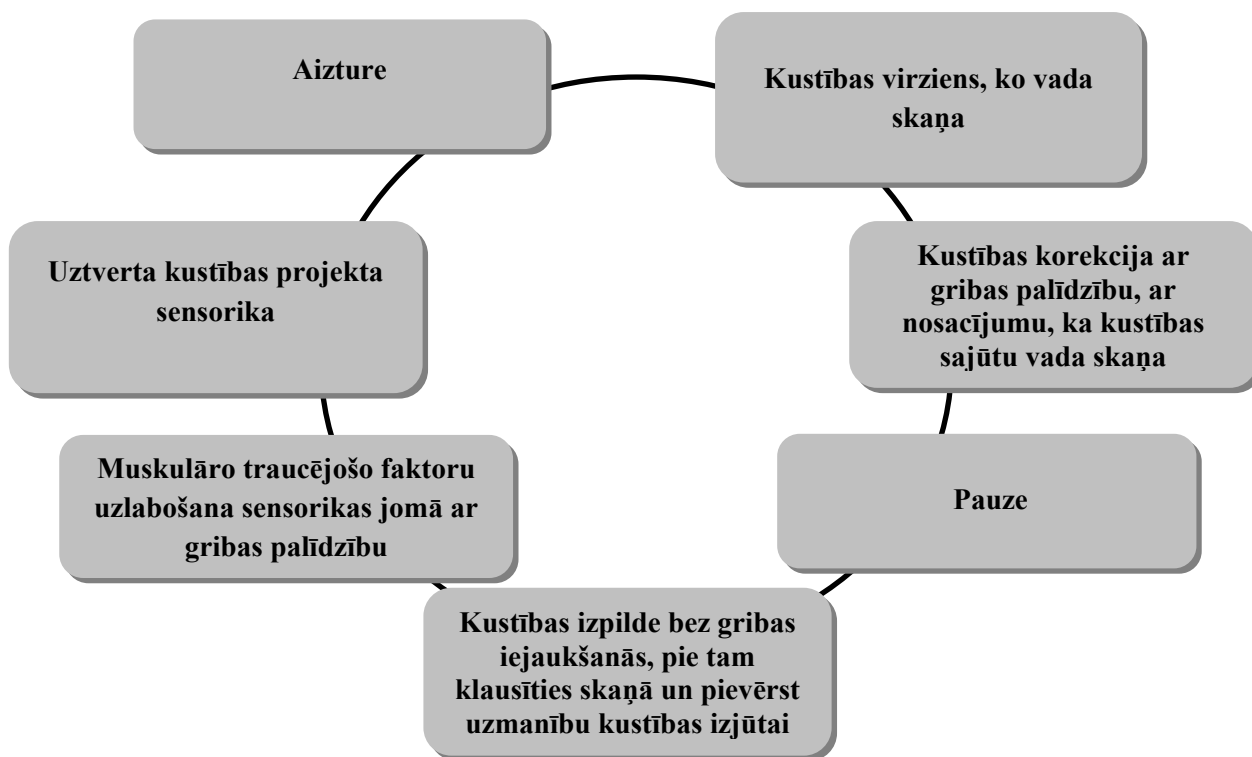 Aizture
Kustības virziens, ko vada
skaņa
Uztverta kustības projekta
sensorika
Kustības korekcija ar
gribas palīdzību, ar
nosacījumu, ka kustības
sajūtu vada skaņa
Muskulāro traucējošo faktoru
uzlabošana sensorikas jomā ar
gribas palīdzību
Pauze
Kustības izpilde bez gribas
iejaukšanās, pie tam
klausīties skaņā un pievērst
uzmanību kustības izjūtai